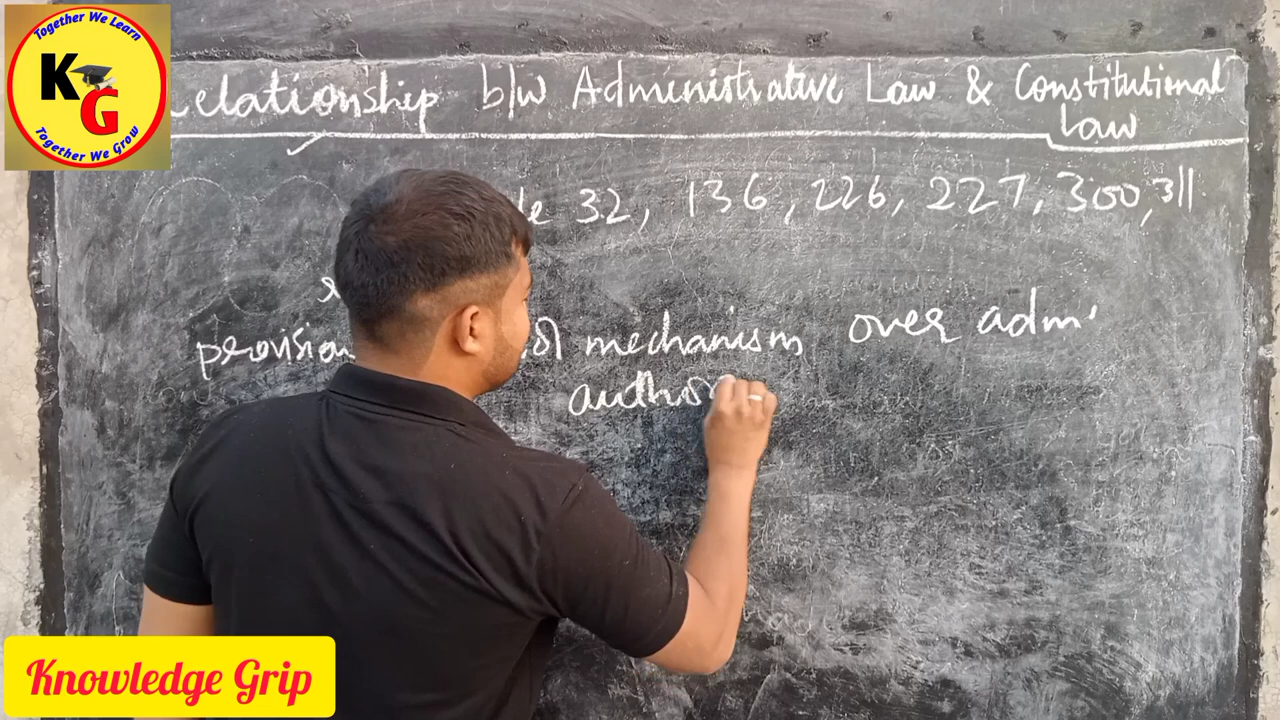 Together We Learn
KG
Together We Grow
elationship b/w Administrative Law & Constitutional
Law
le 32, 136, 226, 227, 300, 311
provision ol mechanism over adm'
autho
Knowledge Grip